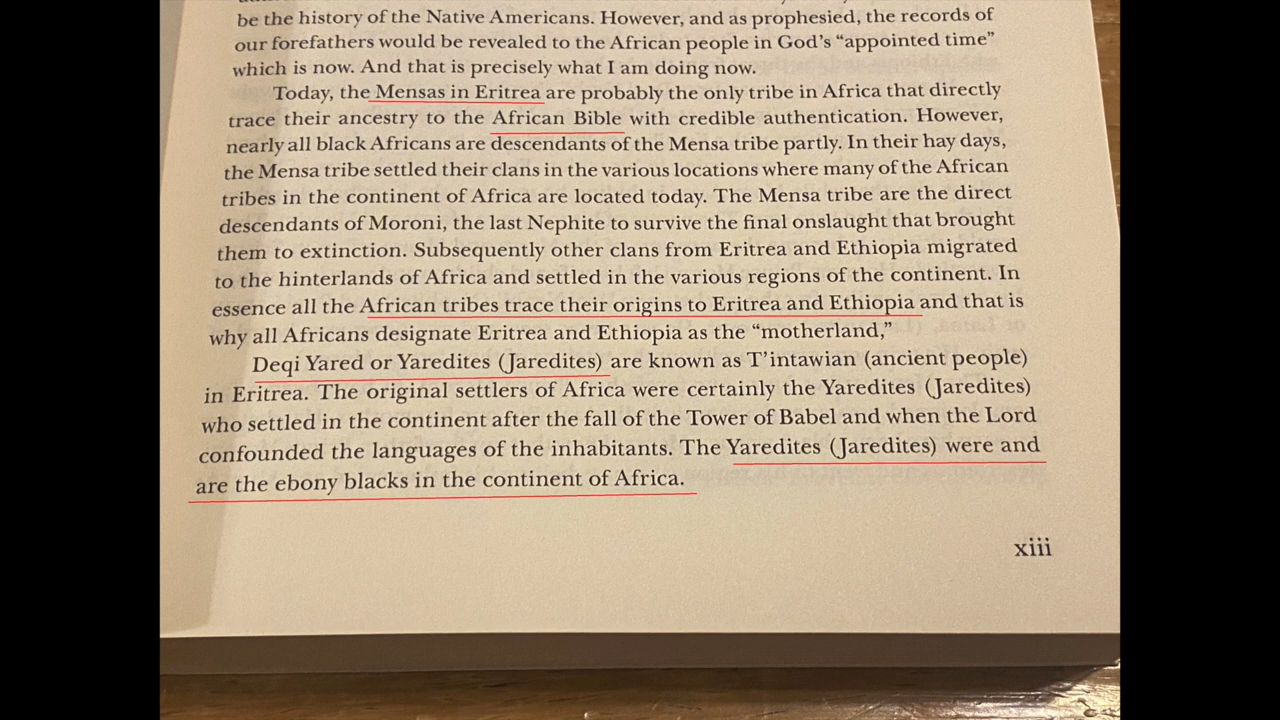 be the history of the Native Americans. However, and as prophesied, the records of
our forefathers would be revealed to the African people in God's “appointed time”
which is now. And that is precisely what I am doing now.
Today, the Mensas in Eritrea are probably the only tribe in Africa that directly
trace their ancestry to the African Bible with credible authentication. However,
nearly all black Africans are descendants of the Mensa tribe partly. In their hay days,
the Mensa tribe settled their clans in the various locations where many of the African
tribes in the continent of Africa are located today. The Mensa tribe are the direct
descendants of Moroni, the last Nephite to survive the final onslaught that brought
them to extinction. Subsequently other clans from Eritrea and Ethiopia migrated
to the hinterlands of Africa and settled in the various regions of the continent. In
essence all the African tribes trace their origins to Eritrea and Ethiopia and that is
why all Africans designate Eritrea and Ethiopia as the “motherland,”
Deqi Yared or Yaredites (Jaredites) are known as T'intawian (ancient people)
in Eritrea. The original settlers of Africa were certainly the Yaredites (Jaredites)
who settled in the continent after the fall of the Tower of Babel and when the Lord
confounded the languages of the inhabitants. The Yaredites (Jaredites) were and
are the ebony blacks in the continent of Africa.
xiii